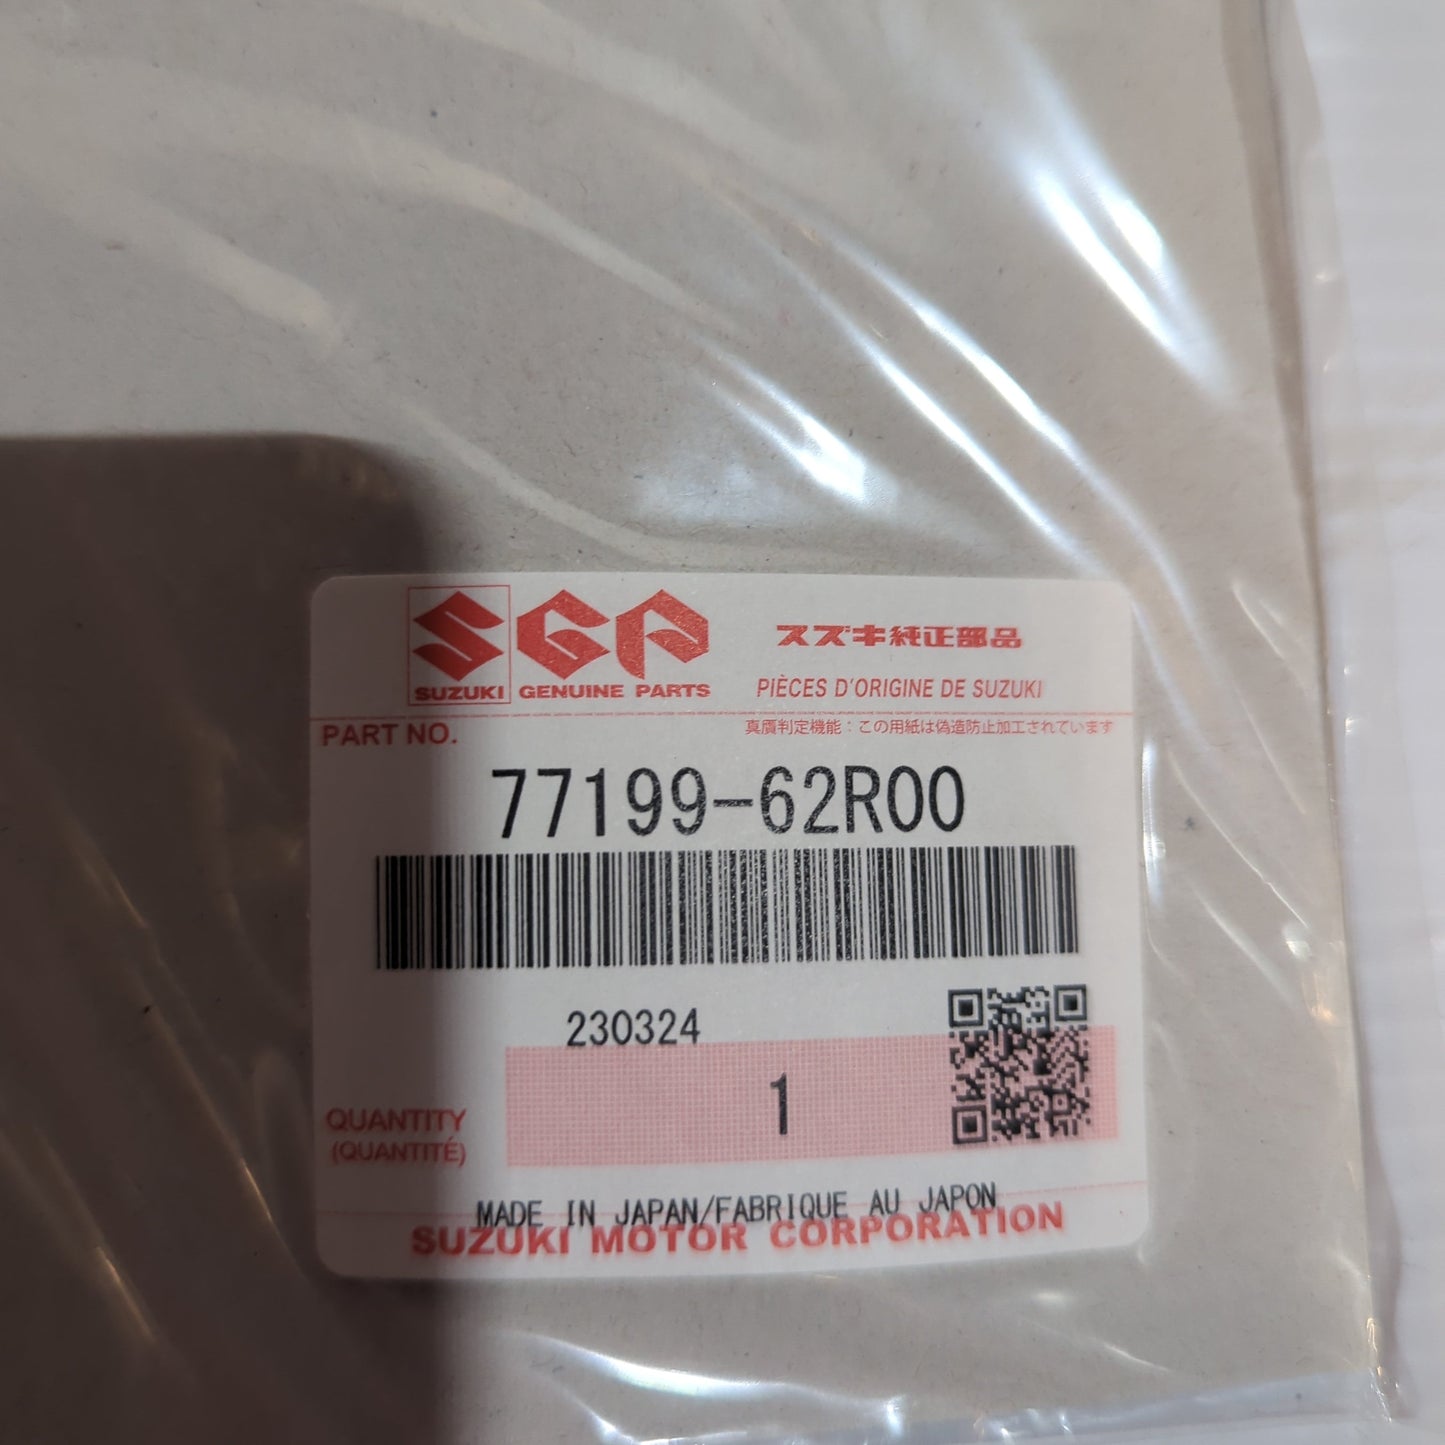 SUZUKI
SGP
GENUINE PARTS
スズキ純正部品
PIÈCES D'ORIGINE DE SUZUKI
PART NO.
真贋判定機能：この用紙は偽造防止加工されています
77199-62R00
230324
1
QUANTITY
(QUANTITÉ)
MADE IN JAPAN/FABRIQUE AU JAPON
SUZUKI MOTOR CORPORATION